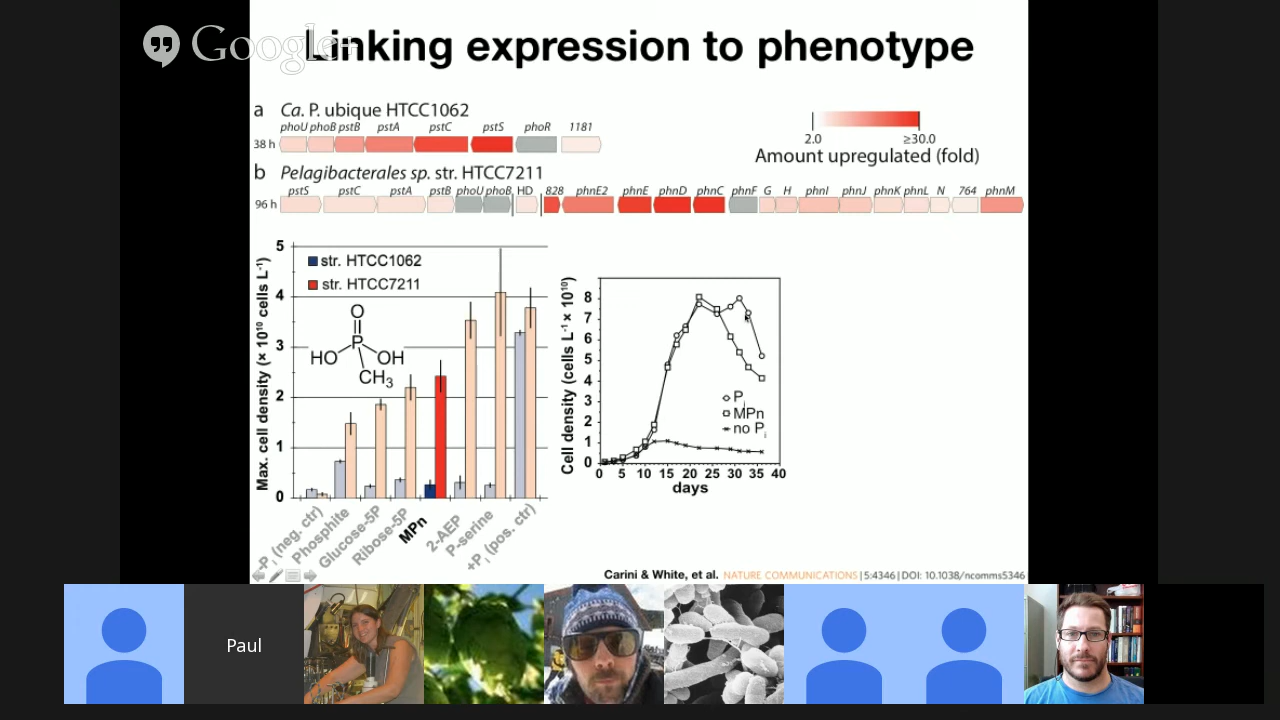 Google+
Linking expression to phenotype
a Ca. P. ubique HTCC1062
phoU phoB pstB pstA pstC pstS phoR 1181
38 h
2.0 ≥30.0
Amount upregulated (fold)
b Pelagibacterales sp. str. HTCC7211
pstS pstC pstA pstB phoU phoB HD 828 phnE2 phnE phnD phnC phnF G H phnI phnJ phnK phnL N 764 phnM
96 h
Max. cell density (× 10¹⁰ cells L⁻¹)
5
4
3
2
1
0
str. HTCC1062
str. HTCC7211
O
P
HO OH
CH₃
-Pᵢ (neg. ctr)
Phosphite
Glucose-5P
Ribose-5P
MPn
2-AEP
P-serine
+Pᵢ (pos. ctr)
Cell density (cells L⁻¹ × 10¹⁰)
8
7
6
5
4
3
2
1
0
Pᵢ
MPn
no Pᵢ
0 5 10 15 20 25 30 35 40
days
Carini & White, et al. NATURE COMMUNICATIONS | 5:4346 | DOI: 10.1038/ncomms5346
Paul